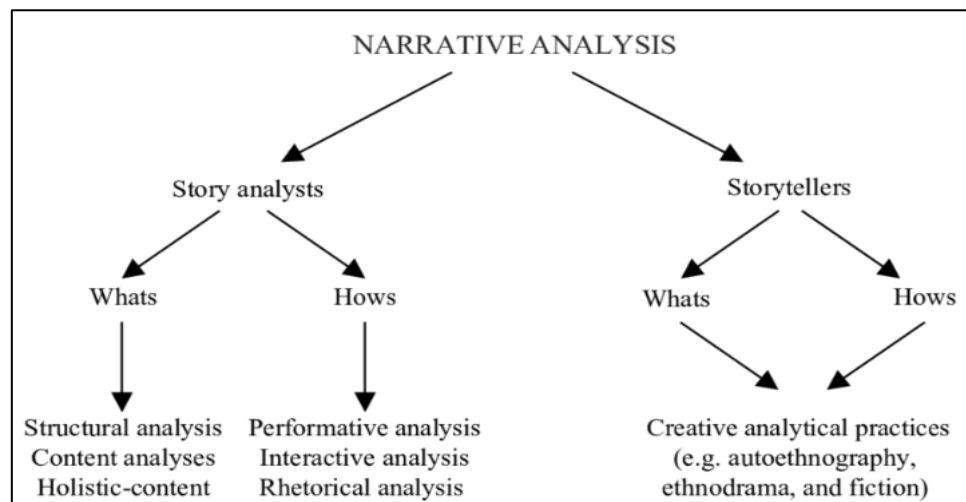 NARRATIVE ANALYSIS
Story analysts
Storytellers
Whats
Hows
Whats
Hows
Structural analysis
Content analyses
Holistic-content
Performative analysis
Interactive analysis
Rhetorical analysis
Creative analytical practices
(e.g. autoethnography,
ethnodrama, and fiction)